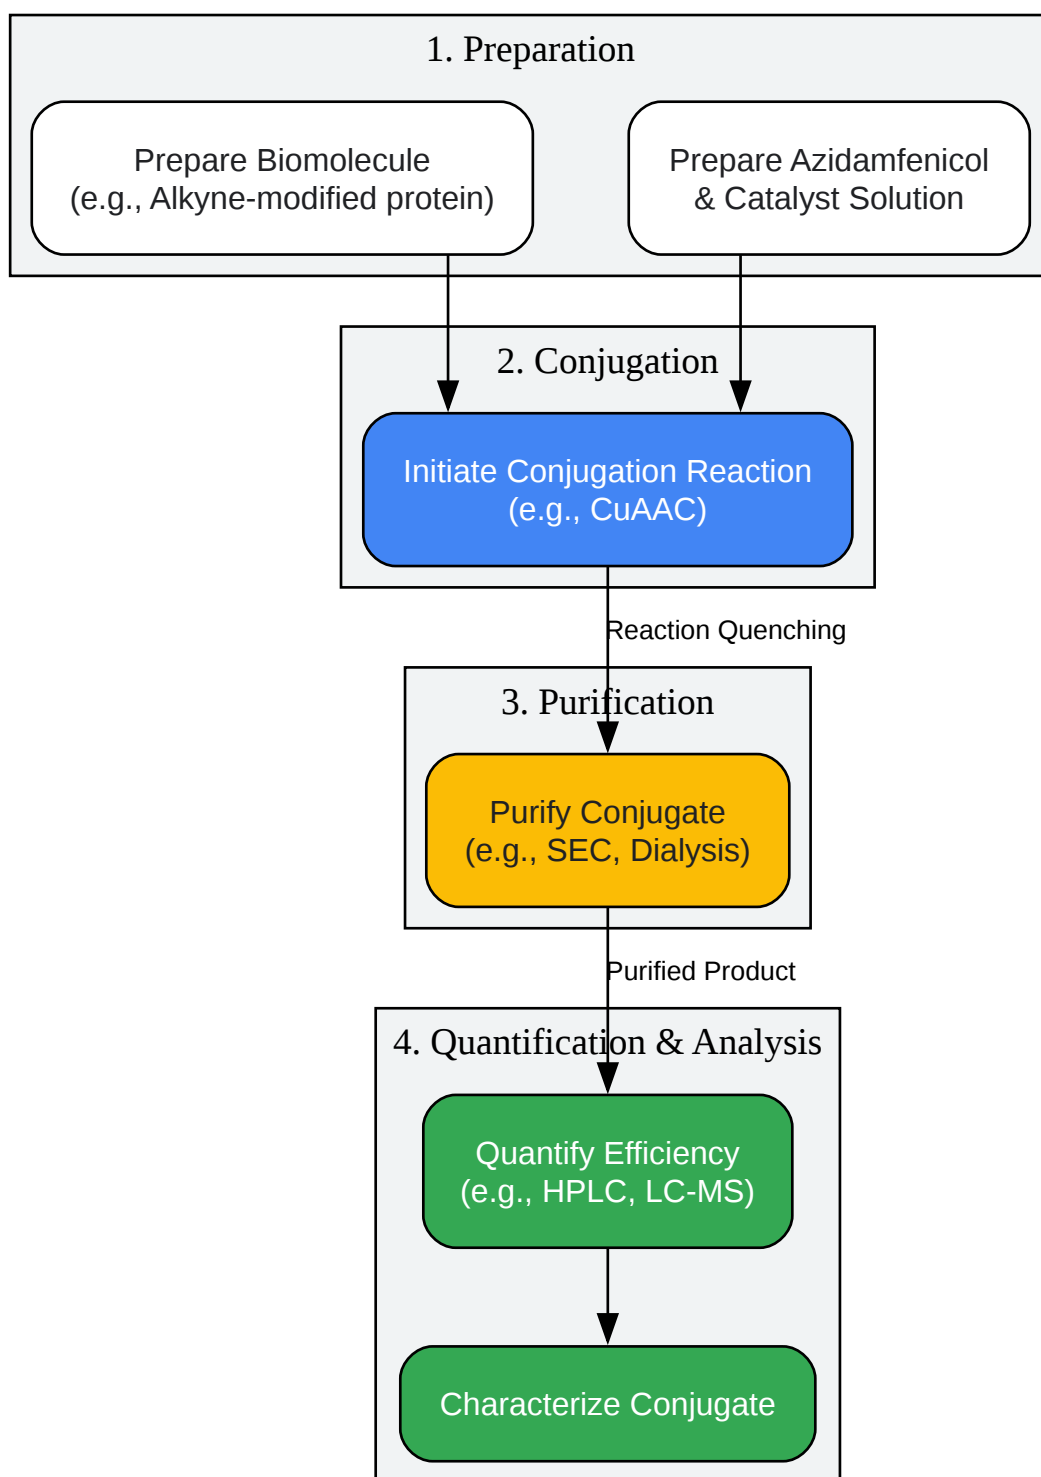 1. Preparation
Prepare Biomolecule
(e.g., Alkyne-modified protein)
Prepare Azidamfenicol
& Catalyst Solution
2. Conjugation
Initiate Conjugation Reaction
(e.g., CuAAC)
Reaction Quenching
3. Purification
Purify Conjugate
(e.g., SEC, Dialysis)
Purified Product
4. Quantification & Analysis
Quantify Efficiency
(e.g., HPLC, LC-MS)
Characterize Conjugate